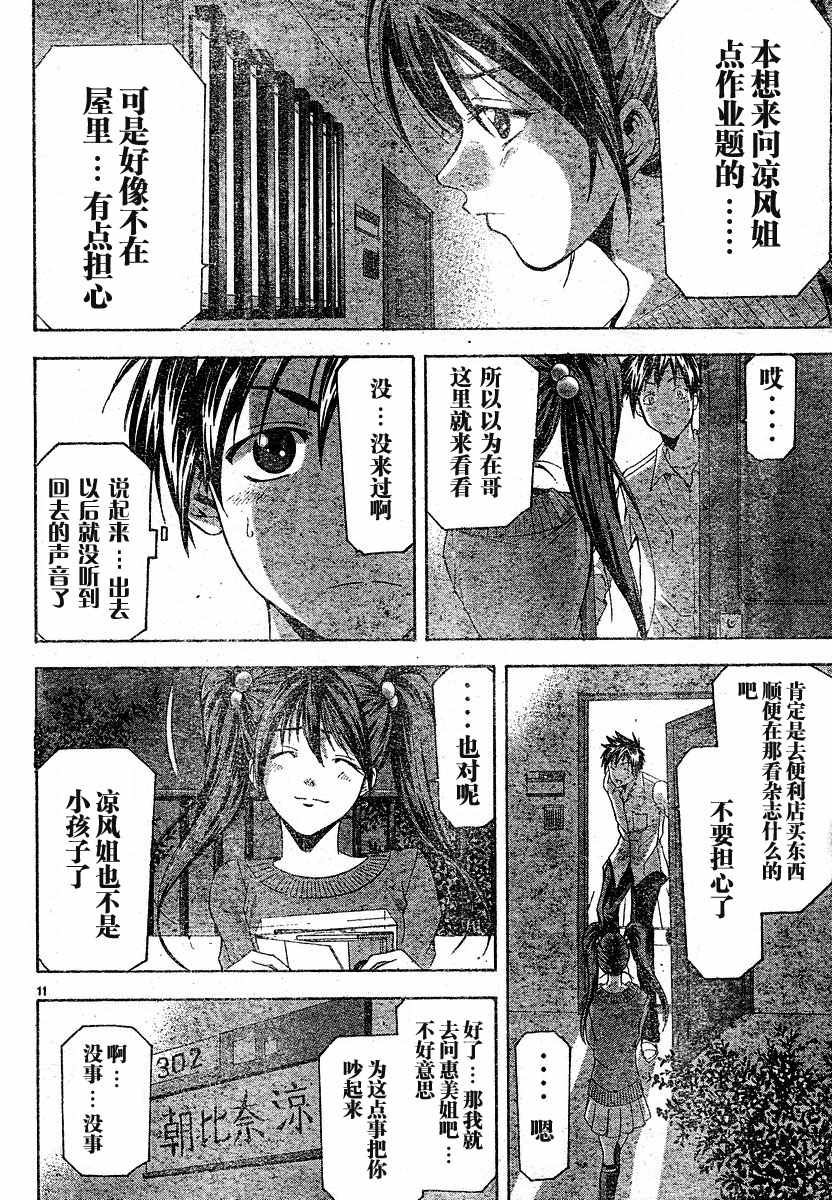 本想来问凉风姐
点作业题的……
可是好像不在
屋里…有点担心
哎
····
所以以为在哥
这里就来看看
没…
没来过啊
说起来…出去
以后就没听到
回去的声音了
肯定是去便利店买东西
顺便在那看杂志什么的
吧
不要担心了
····
嗯
····
也对呢
凉风姐也不是
小孩子了
好了…那我就
去问惠美姐吧…
不好意思
为这点事把你
吵起来
啊…
没事…没事
302
朝比奈 涼
11